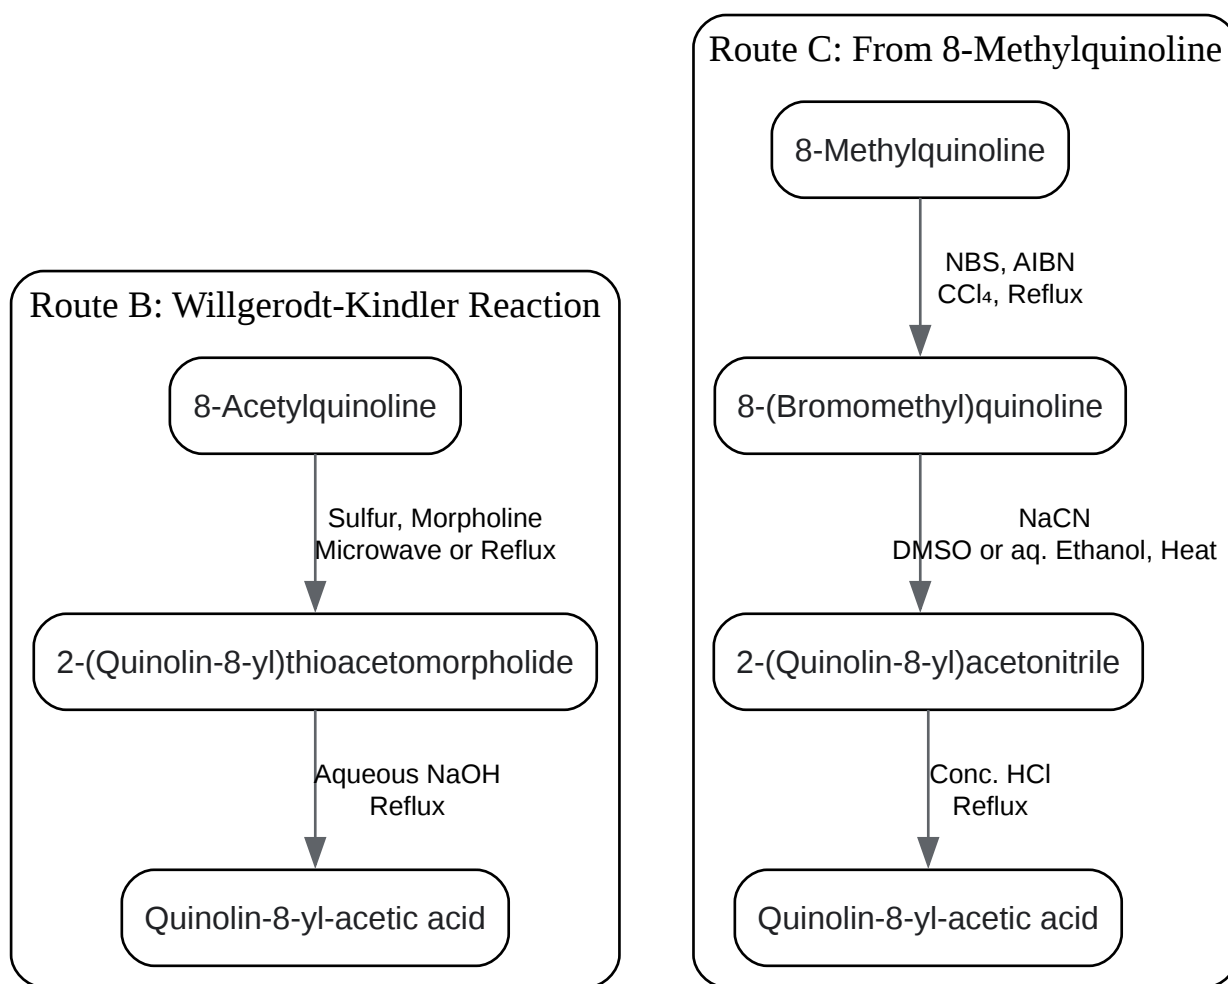 Route B: Willgerodt-Kindler Reaction
8-Acetylquinoline
Sulfur, Morpholine
Microwave or Reflux
2-(Quinolin-8-yl)thioacetomorpholide
Aqueous NaOH
Reflux
Quinolin-8-yl-acetic acid
Route C: From 8-Methylquinoline
8-Methylquinoline
NBS, AIBN
CCl₄, Reflux
8-(Bromomethyl)quinoline
NaCN
DMSO or aq. Ethanol, Heat
2-(Quinolin-8-yl)acetonitrile
Conc. HCl
Reflux
Quinolin-8-yl-acetic acid